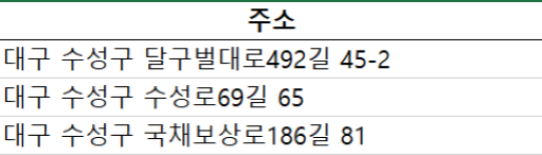 주소
대구 수성구 달구벌대로492길 45-2
대구 수성구 수성로69길 65
대구 수성구 국채보상로186길 81